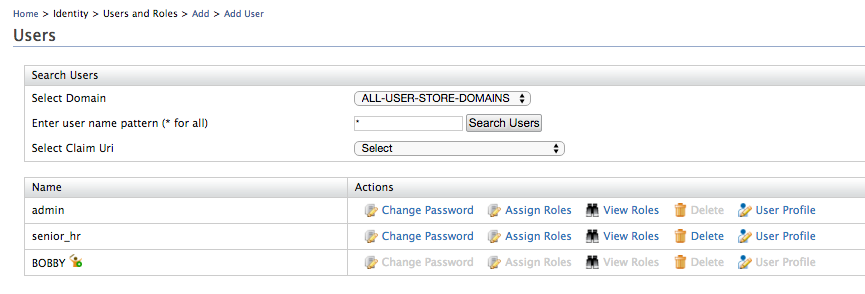 Home > Identity > Users and Roles > Add > Add User
Users
Search Users
Select Domain ALL-USER-STORE-DOMAINS
Enter user name pattern (* for all) * Search Users
Select Claim Uri Select
Name Actions
admin Change Password Assign Roles View Roles Delete User Profile
senior_hr Change Password Assign Roles View Roles Delete User Profile
BOBBY Change Password Assign Roles View Roles Delete User Profile